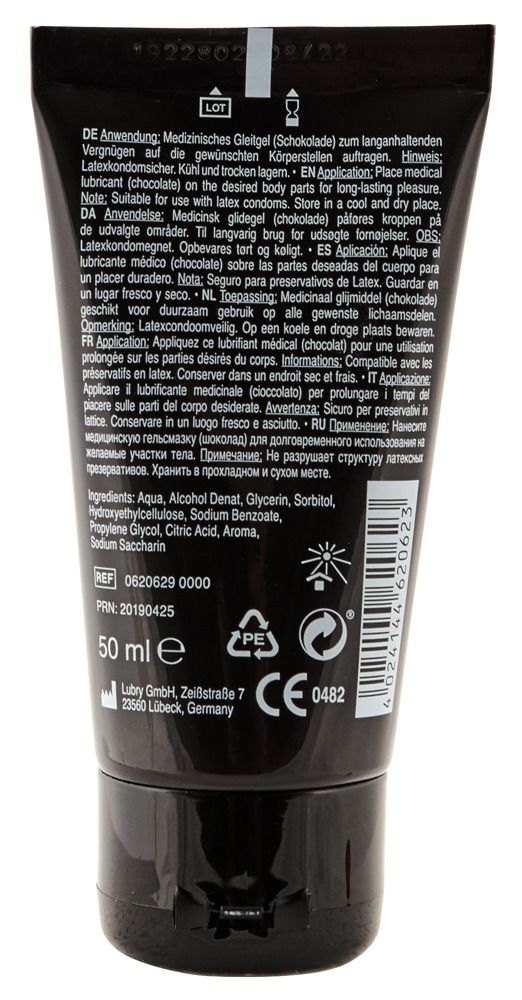 1922802 08/22
LOT
DE Anwendung: Medizinisches Gleitgel (Schokolade) zum langanhaltenden
Vergnügen auf die gewünschten Körperstellen auftragen. Hinweis:
Latexkondomsicher. Kühl und trocken lagern. • EN Application: Place medical
lubricant (chocolate) on the desired body parts for long-lasting pleasure.
Note: Suitable for use with latex condoms. Store in a cool and dry place.
DA Anvendelse: Medicinsk glidegel (chokolade) påføres kroppen på
de udvalgte områder. Til langvarig brug for udsøgte fornøjelser. OBS:
Latexkondomegnet. Opbevares tørt og køligt. • ES Aplicación: Aplique el
lubricante médico (chocolate) sobre las partes deseadas del cuerpo para
un placer duradero. Nota: Seguro para preservativos de Latex. Guardar en
un lugar fresco y seco. • NL Toepassing: Medicinaal glijmiddel (chokolade)
geschikt voor duurzaam gebruik op alle gewenste lichaamsdelen.
Opmerking: Latexcondoomveilig. Op een koele en droge plaats bewaren.
FR Application: Appliquez ce lubrifiant médical (chocolat) pour une utilisation
prolongée sur les parties désirés du corps. Informations: Compatible avec les
préservatifs en latex. Conserver dans un endroit sec et frais. • IT Applicazione:
Applicare il lubrificante medicinale (cioccolato) per prolungare i tempi del
piacere sulle parti del corpo desiderate. Avvertenza: Sicuro per preservativi in
lattice. Conservare in un luogo fresco e asciutto. • RU Применение: Нанесите
медицинскую гельсмазку (шоколад) для долговременного использования на
желаемые участки тела. Примечание: Не разрушает структуру латексных
презервативов. Хранить в прохладном и сухом месте.
Ingredients: Aqua, Alcohol Denat, Glycerin, Sorbitol,
Hydroxyethylcellulose, Sodium Benzoate,
Propylene Glycol, Citric Acid, Aroma,
Sodium Saccharin
REF 0620629 0000
PRN: 20190425
50 ml e
PE
®
Lubry GmbH, Zeißstraße 7
23560 Lübeck, Germany
CE 0482
4 024144 620623